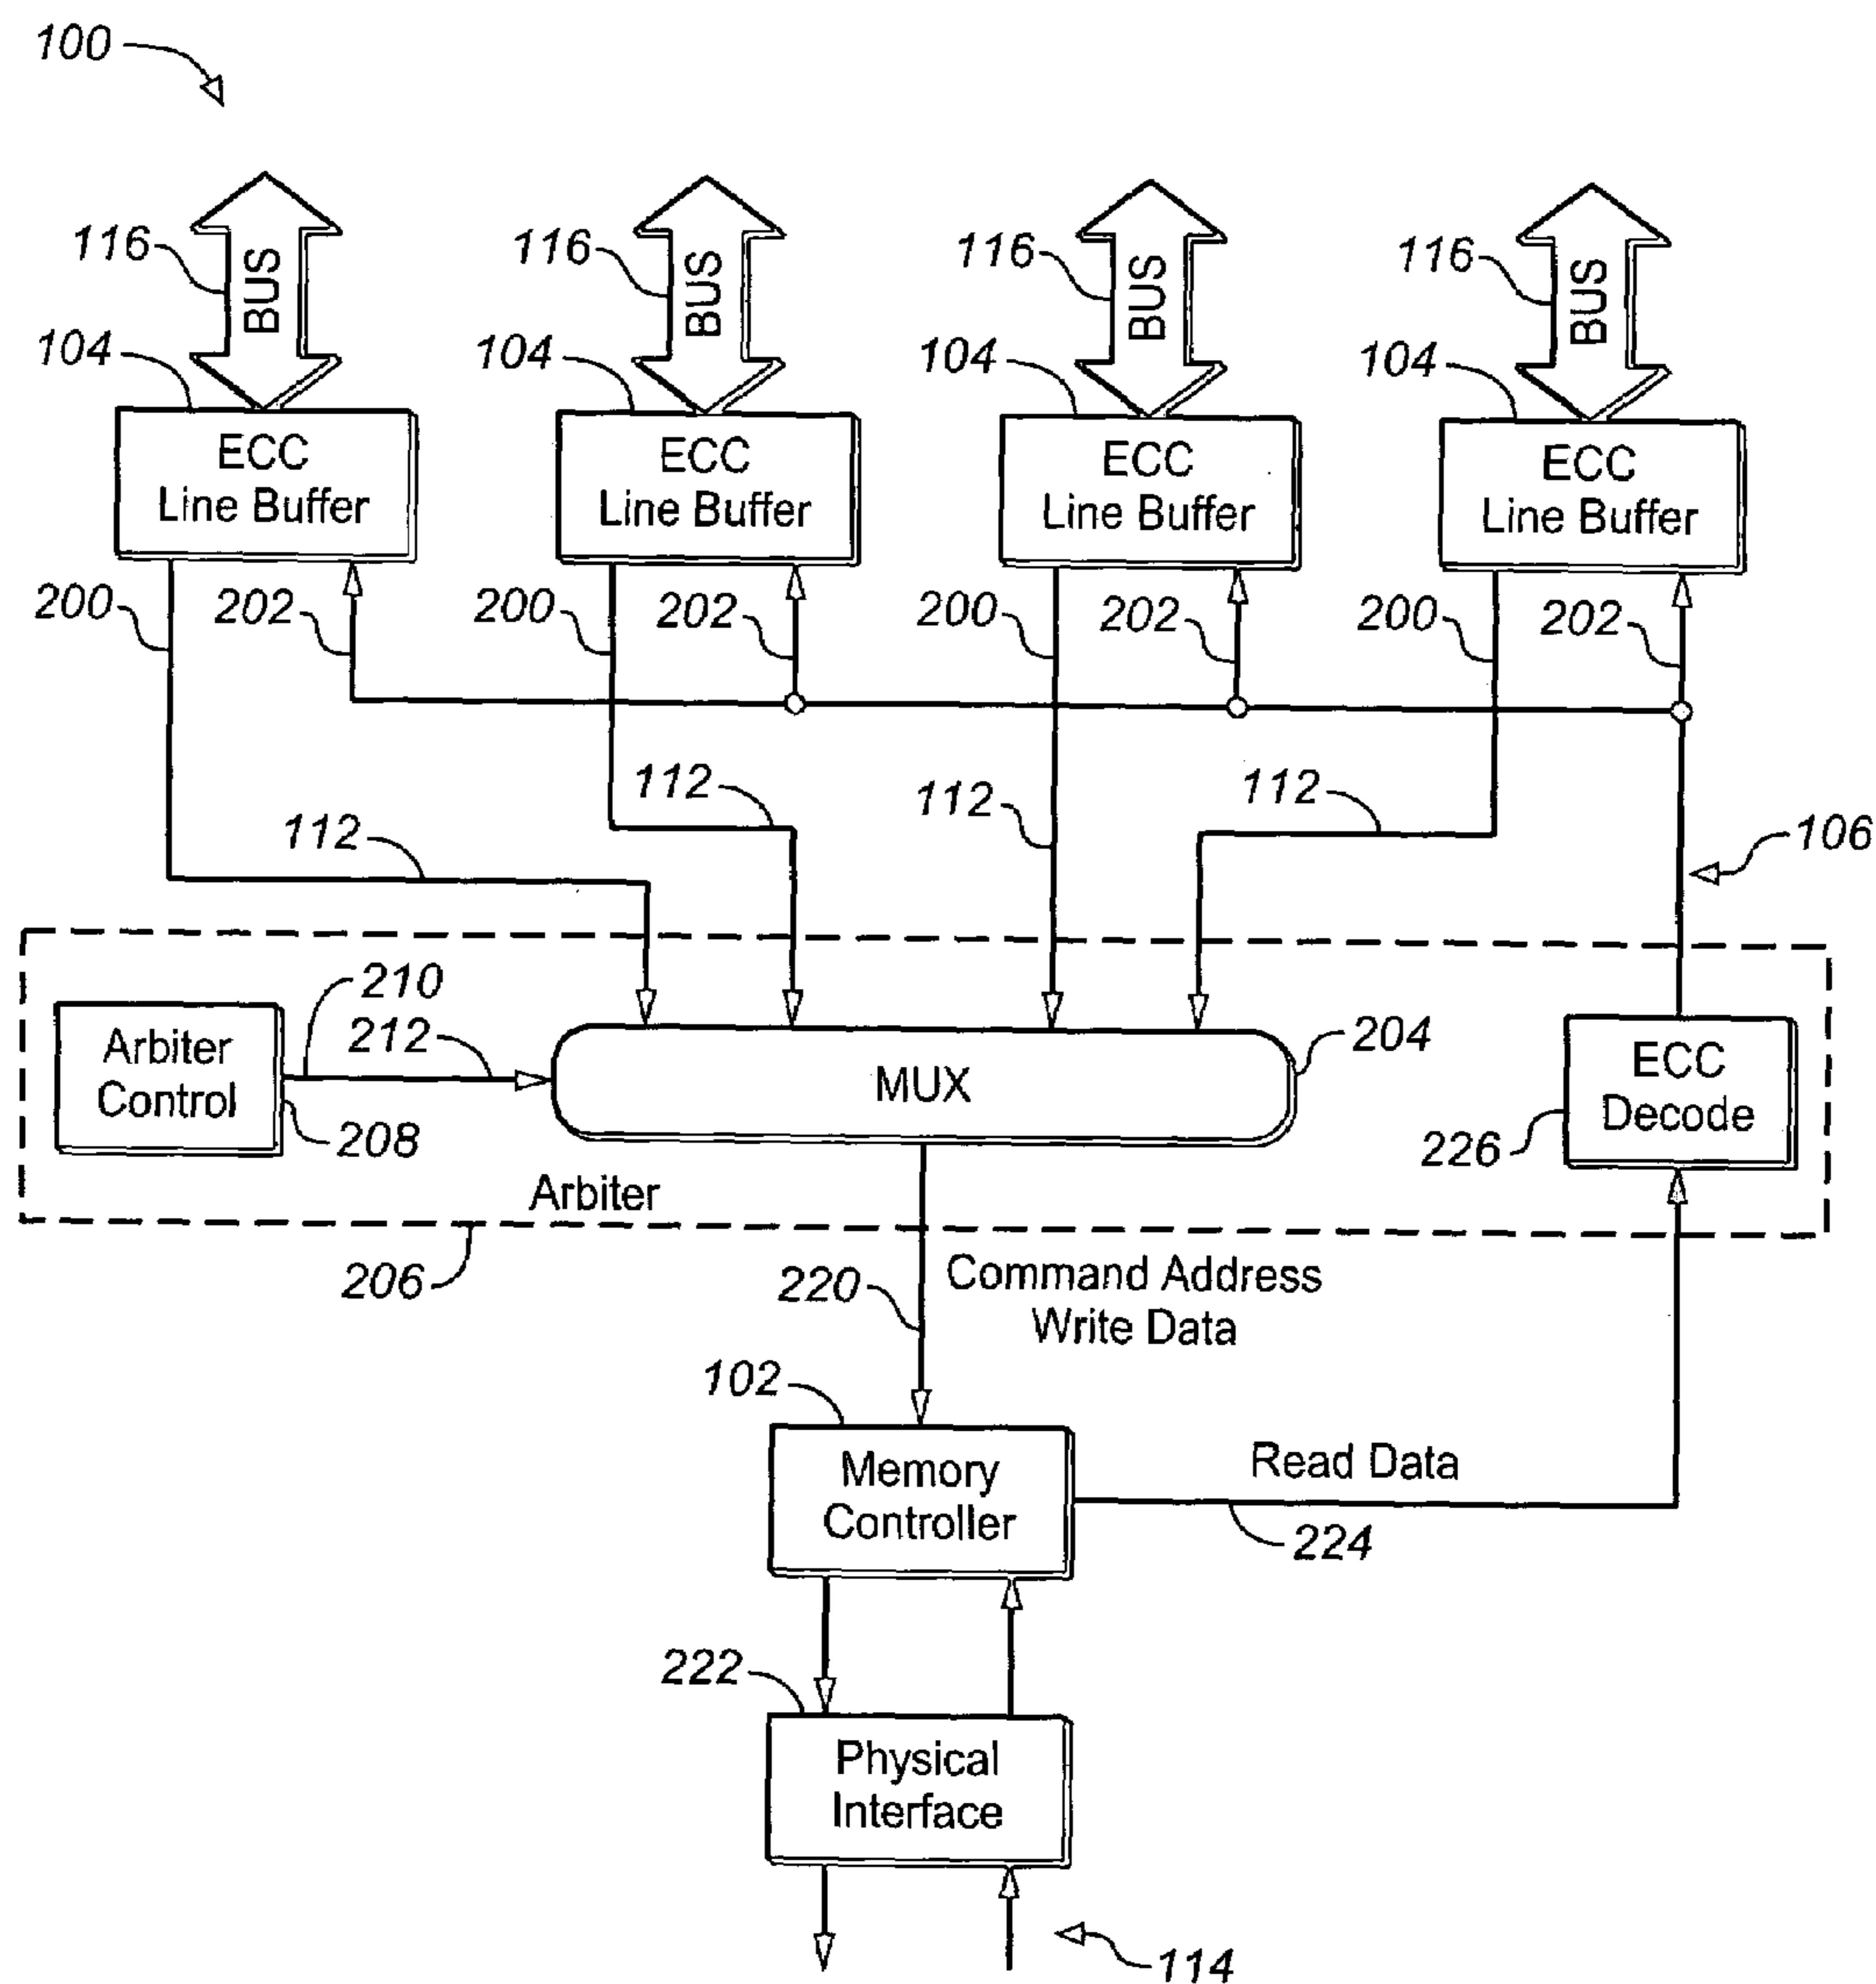 100
116
BUS
116
BUS
116
BUS
116
BUS
104
104
104
104
ECC
Line Buffer
ECC
Line Buffer
ECC
Line Buffer
ECC
Line Buffer
200
202
200
202
200
202
200
202
112
112
112
112
106
210
212
Arbiter
Control
208
MUX
204
ECC
Decode
226
Arbiter
206
220
Command Address
Write Data
102
Memory
Controller
Read Data
224
222
Physical
Interface
114